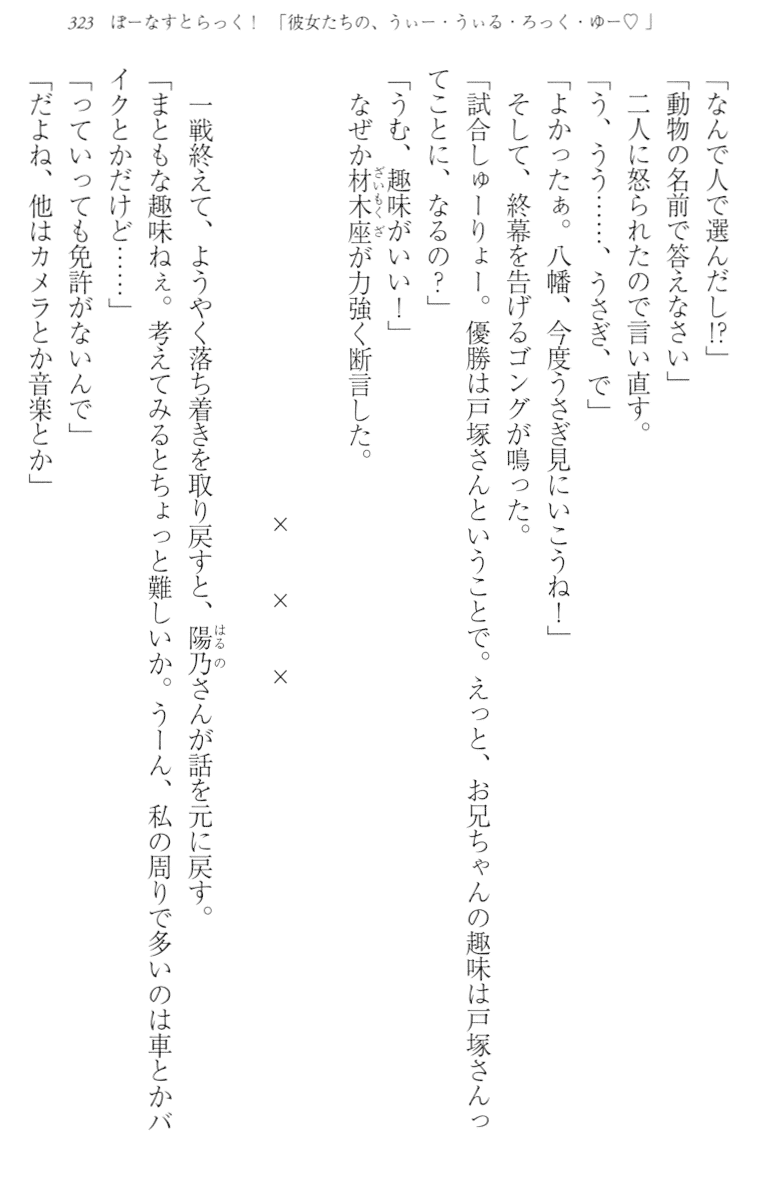 323 ぼーなすとらっく！ 「彼女たちの、うぃー・うぃる・ろっく・ゆー♡」
「なんで人で選んだし!?」
「動物の名前で答えなさい」
二人に怒られたので言い直す。
「う、うう……、うさぎ、で」
「よかったぁ。八幡、今度うさぎ見にいこうね！」
そして、終幕を告げるゴングが鳴った。
「試合しゅーりょー。優勝は戸塚さんということで。えっと、お兄ちゃんの趣味は戸塚さんっ
てことに、なるの？」
「うむ、趣味がいい！」
なぜか材木座が力強く断言した。
× × ×
一戦終えて、ようやく落ち着きを取り戻すと、陽乃さんが話を元に戻す。
「まともな趣味ねぇ。考えてみるとちょっと難しいか。うーん、私の周りで多いのは車とかバ
イクとかだけど……」
「っていっても免許がないんで」
「だよね、他はカメラとか音楽とか」